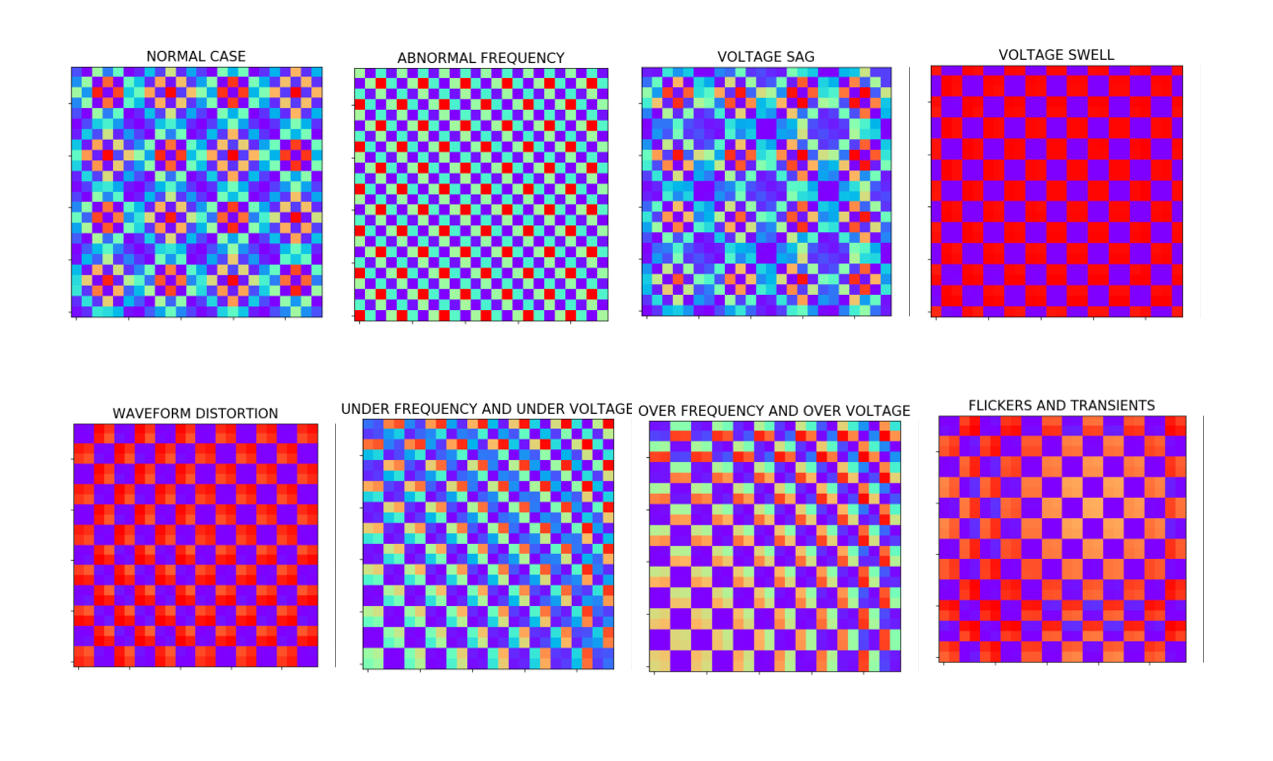 NORMAL CASE
ABNORMAL FREQUENCY
VOLTAGE SAG
VOLTAGE SWELL
WAVEFORM DISTORTION
UNDER FREQUENCY AND UNDER VOLTAGE
OVER FREQUENCY AND OVER VOLTAGE
FLICKERS AND TRANSIENTS